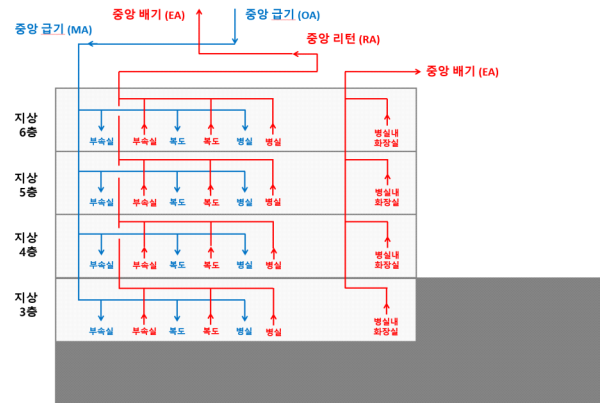 중앙 배기 (EA)
중앙 급기 (OA)
중앙 급기 (MA)
중앙 리턴 (RA)
중앙 배기 (EA)
지상
6층
부속실 부속실 복도 복도 병실 병실
병실내
화장실
지상
5층
부속실 부속실 복도 복도 병실 병실
병실내
화장실
지상
4층
부속실 부속실 복도 복도 병실 병실
병실내
화장실
지상
3층
부속실 부속실 복도 복도 병실 병실
병실내
화장실